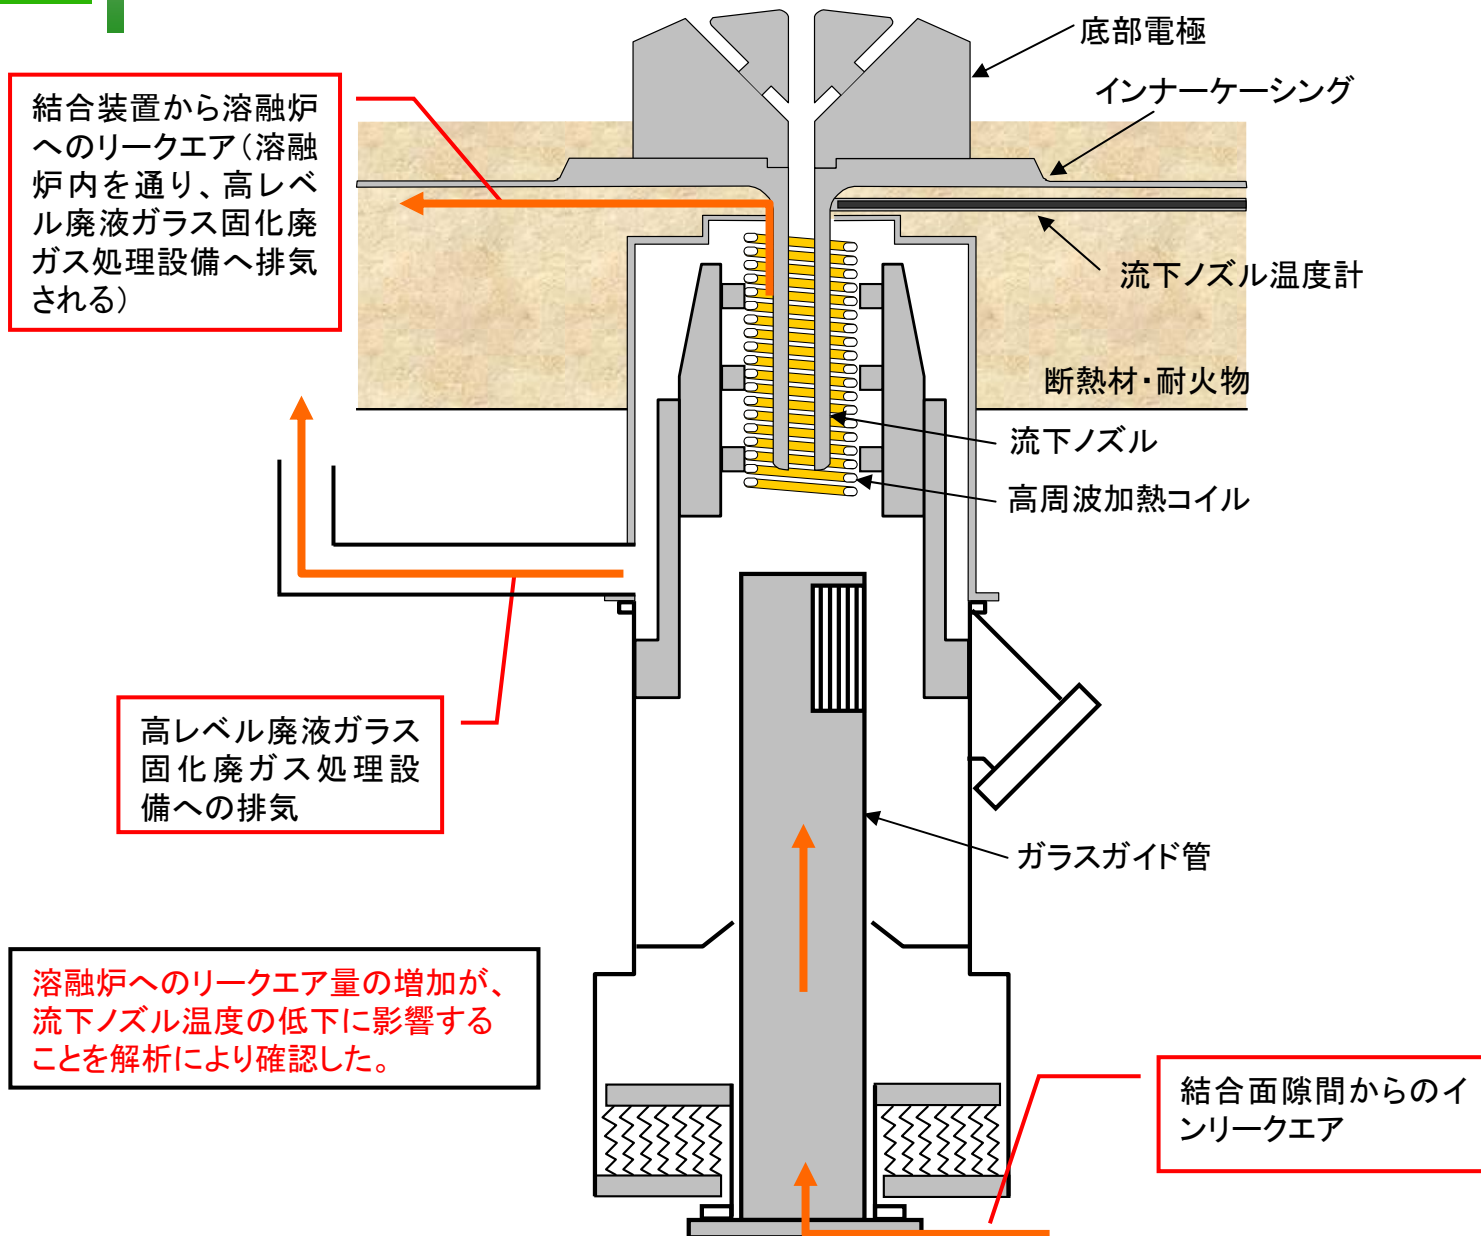 底部電極
インナーケーシング
結合装置から溶融炉
へのリークエア（溶融
炉内を通り、高レベ
ル廃液ガラス固化廃
ガス処理設備へ排気
される）
流下ノズル温度計
断熱材・耐火物
流下ノズル
高周波加熱コイル
高レベル廃液ガラス
固化廃ガス処理設
備への排気
ガラスガイド管
溶融炉へのリークエア量の増加が、
流下ノズル温度の低下に影響する
ことを解析により確認した。
結合面隙間からのイ
ンリークエア